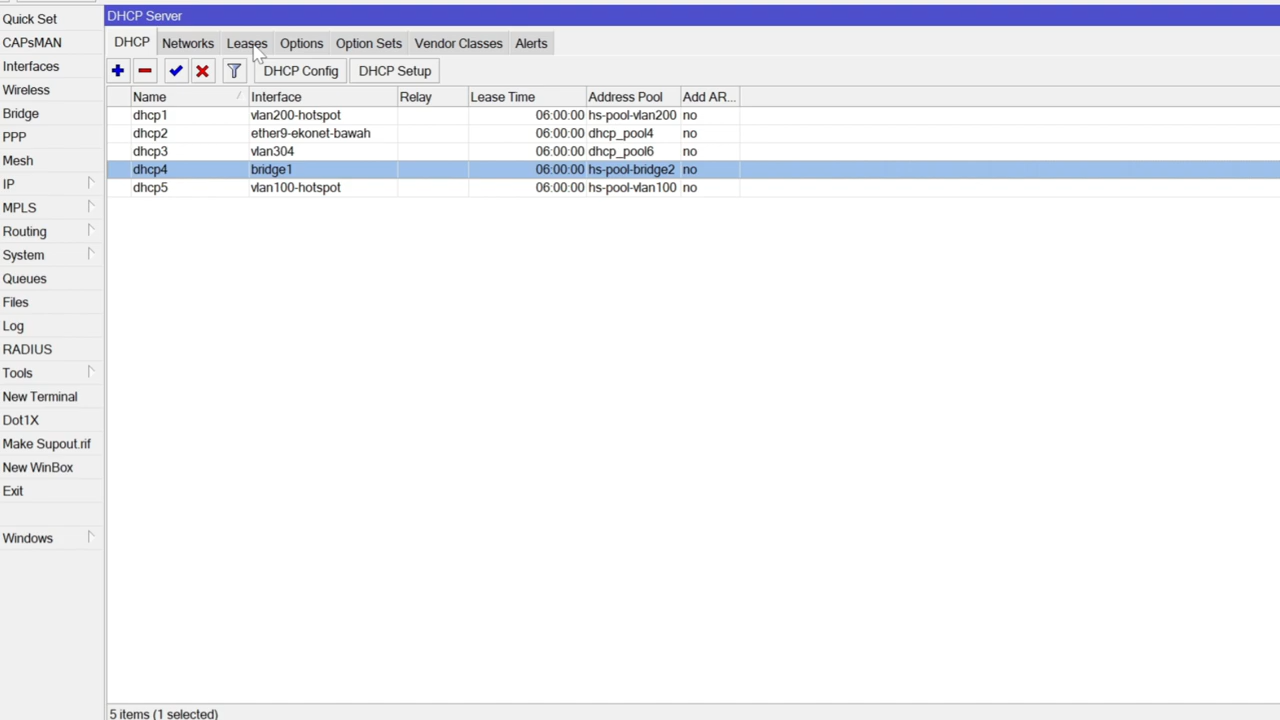 Quick Set
CAPsMAN
Interfaces
Wireless
Bridge
PPP
Mesh
IP
MPLS
Routing
System
Queues
Files
Log
RADIUS
Tools
New Terminal
Dot1X
Make Supout.rif
New WinBox
Exit
Windows
DHCP Server
DHCP Networks Leases Options Option Sets Vendor Classes Alerts
DHCP Config DHCP Setup
Name Interface Relay Lease Time Address Pool Add AR...
dhcp1 vlan200-hotspot 06:00:00 hs-pool-vlan200 no
dhcp2 ether9-ekonet-bawah 06:00:00 dhcp_pool4 no
dhcp3 vlan304 06:00:00 dhcp_pool6 no
dhcp4 bridge1 06:00:00 hs-pool-bridge2 no
dhcp5 vlan100-hotspot 06:00:00 hs-pool-vlan100 no
5 items (1 selected)